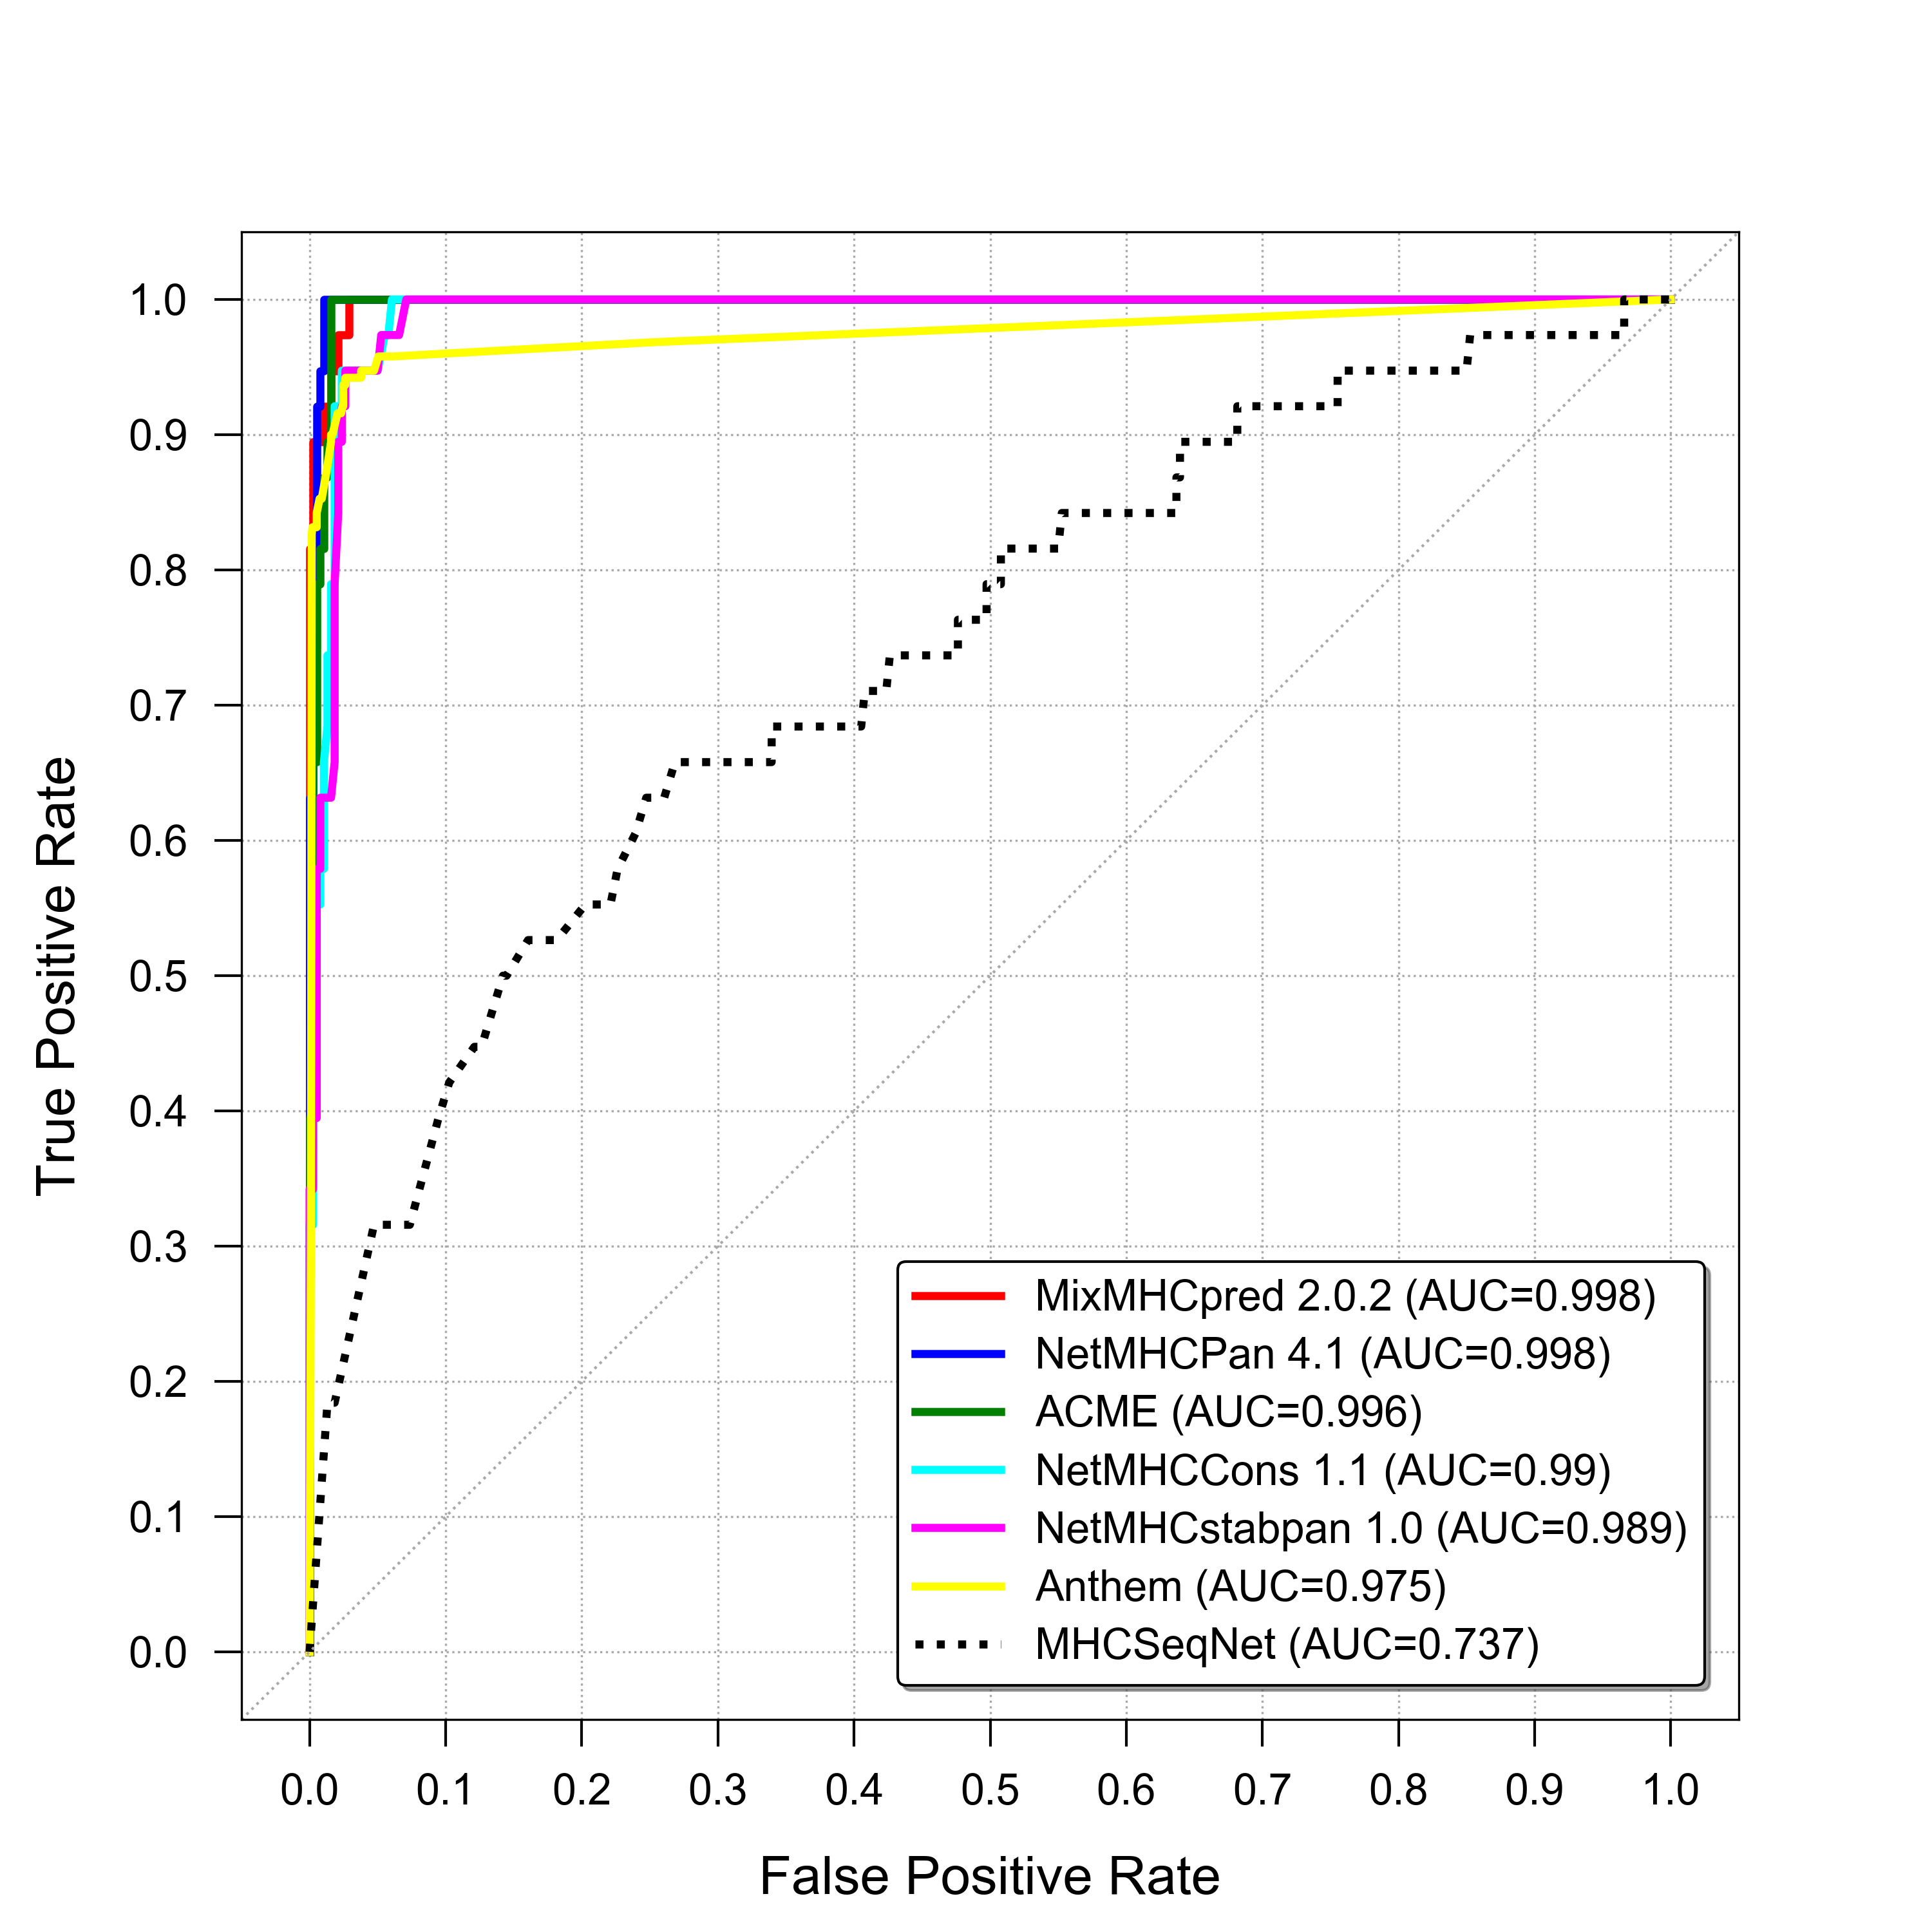 1.0
0.9
0.8
0.7
0.6
0.5
0.4
0.3
0.2
0.1
0.0
True Positive Rate
MixMHCpred 2.0.2 (AUC=0.998)
NetMHCPan 4.1 (AUC=0.998)
ACME (AUC=0.996)
NetMHCCons 1.1 (AUC=0.99)
NetMHCstabpan 1.0 (AUC=0.989)
Anthem (AUC=0.975)
MHCSeqNet (AUC=0.737)
0.0 0.1 0.2 0.3 0.4 0.5 0.6 0.7 0.8 0.9 1.0
False Positive Rate